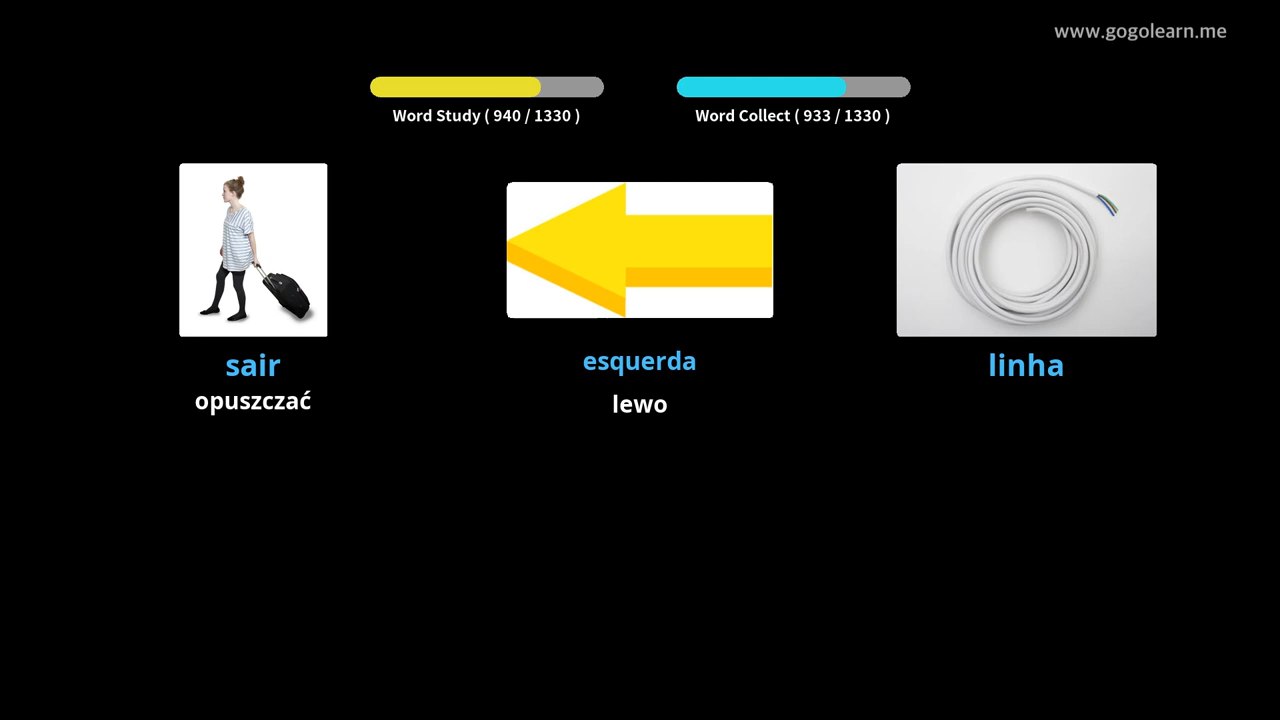 www.gogolearn.me
Word Study ( 940 / 1330 )
Word Collect ( 933 / 1330 )
sair
opuszczać
esquerda
lewo
linha